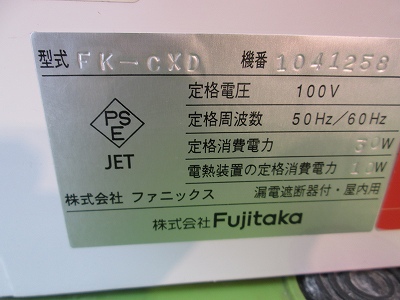 型式 FK-CXD 機番 1041258
PSE
JET
定格電圧 100V
定格周波数 50Hz/60Hz
定格消費電力 30W
電熱装置の定格消費電力 11W
株式会社 ファニックス 漏電遮断器付・屋内用
株式会社 Fujitaka